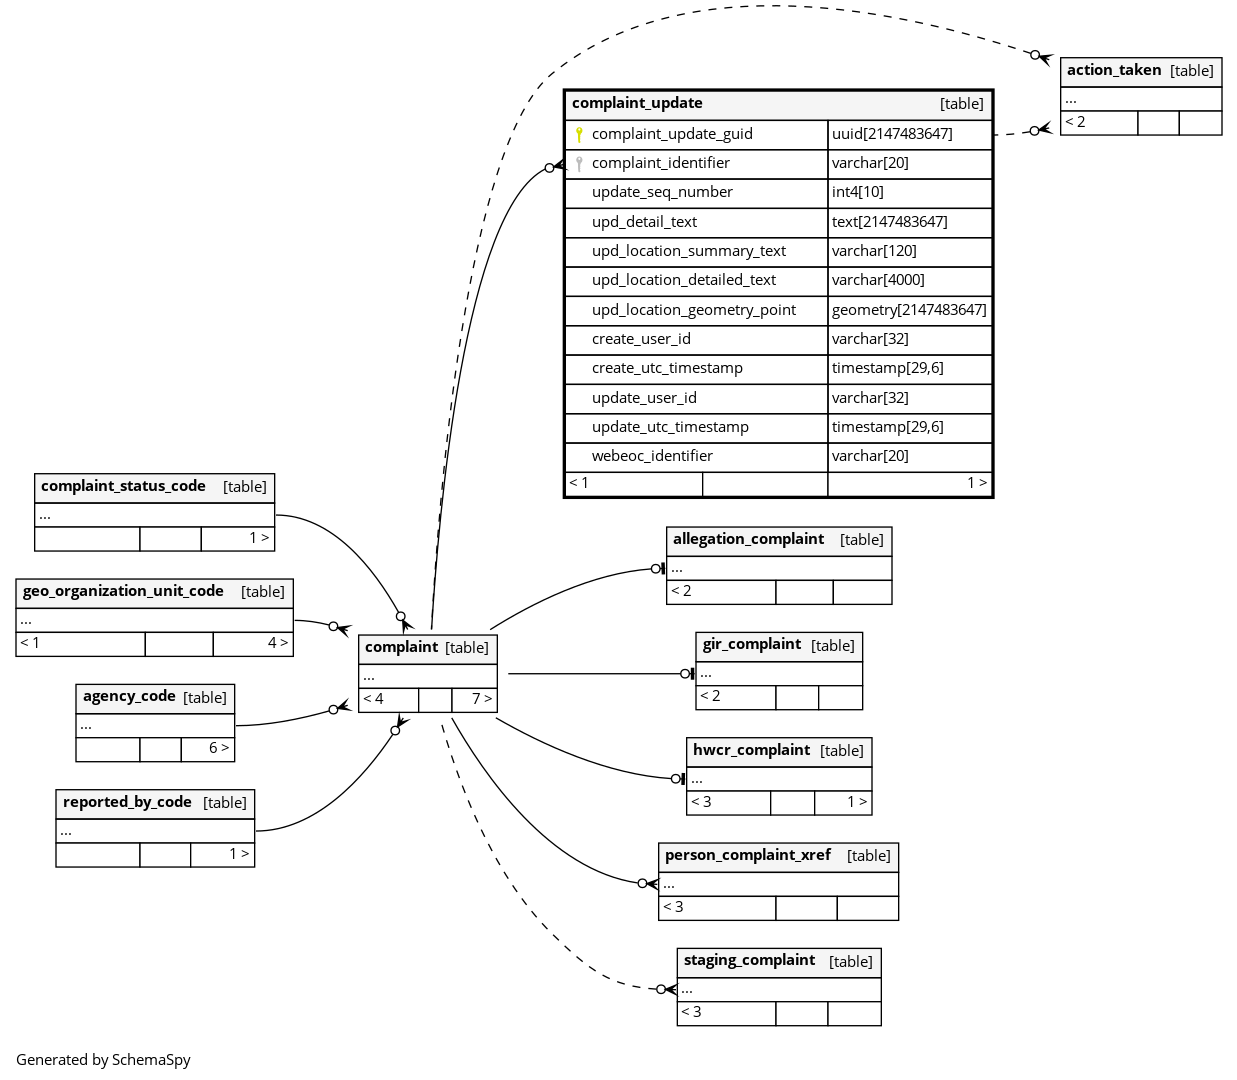 action_taken [table]
...
< 2
complaint_update [table]
complaint_update_guid uuid[2147483647]
complaint_identifier varchar[20]
update_seq_number int4[10]
upd_detail_text text[2147483647]
upd_location_summary_text varchar[120]
upd_location_detailed_text varchar[4000]
upd_location_geometry_point geometry[2147483647]
create_user_id varchar[32]
create_utc_timestamp timestamp[29,6]
update_user_id varchar[32]
update_utc_timestamp timestamp[29,6]
webeoc_identifier varchar[20]
< 1 1 >
complaint_status_code [table]
...
1 >
geo_organization_unit_code [table]
...
< 1 4 >
agency_code [table]
...
6 >
reported_by_code [table]
...
1 >
complaint [table]
...
< 4 7 >
allegation_complaint [table]
...
< 2
gir_complaint [table]
...
< 2
hwcr_complaint [table]
...
< 3 1 >
person_complaint_xref [table]
...
< 3
staging_complaint [table]
...
< 3
Generated by SchemaSpy